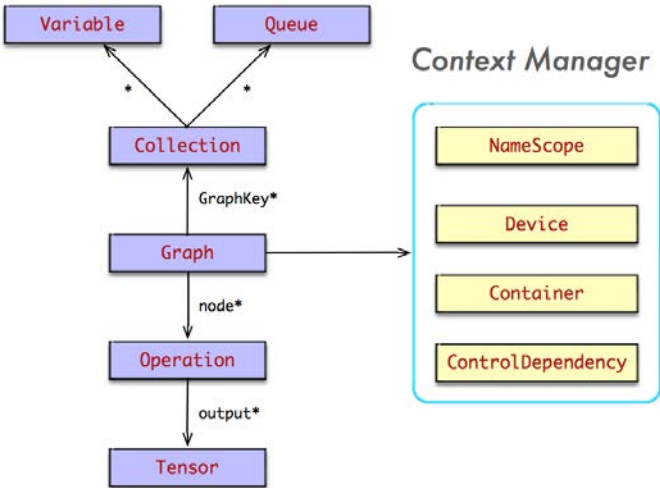 Variable
Queue
Context Manager
*
*
NameScope
Collection
GraphKey*
Device
Graph
Container
node*
Operation
ControlDependency
output*
Tensor